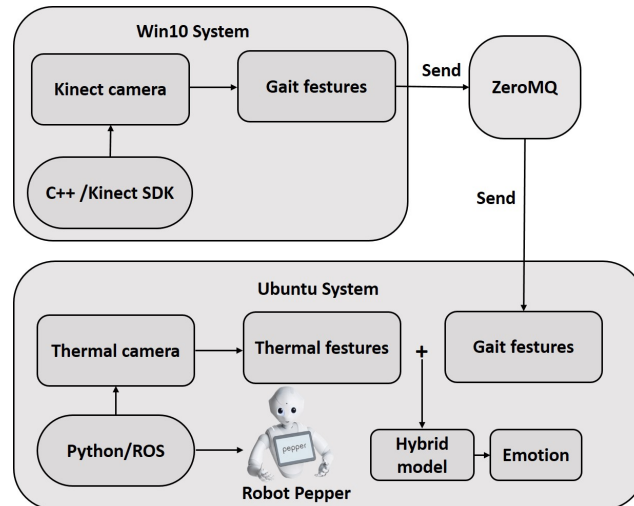 Win10 System
Kinect camera
Gait festures
Send
ZeroMQ
C++ /Kinect SDK
Send
Ubuntu System
Thermal camera
Thermal festures
+
Gait festures
Python/ROS
pepper
Robot Pepper
Hybrid
model
Emotion